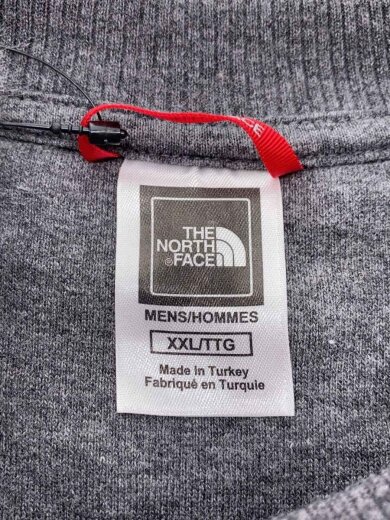 THE
NORTH
FACE
MENS/HOMMES
XXL/TTG
Made in Turkey
Fabriqué en Turquie